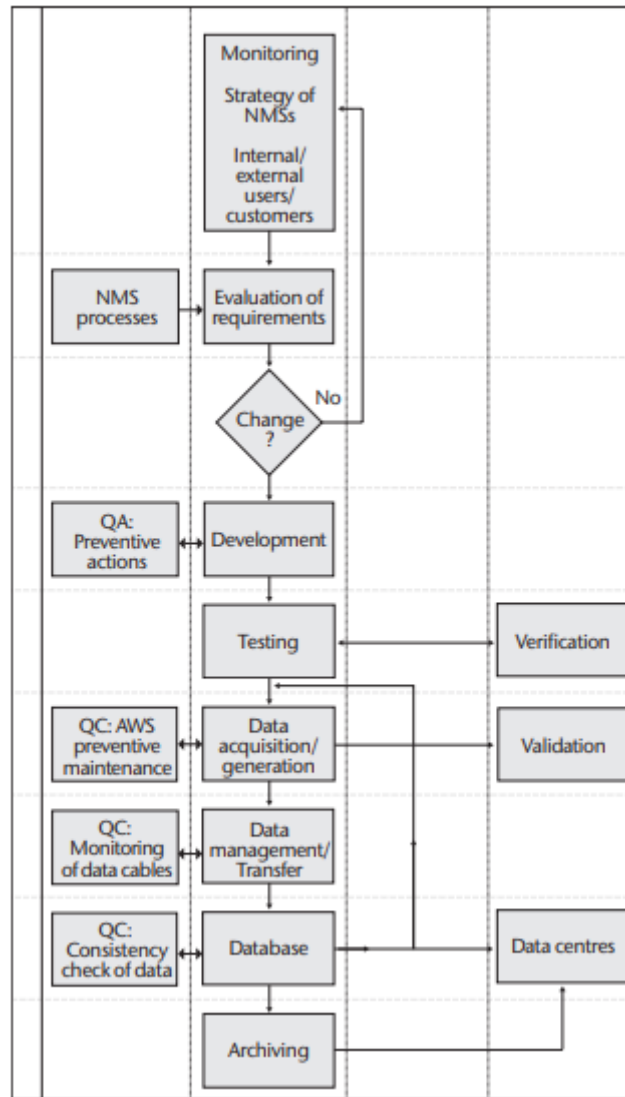 Monitoring
Strategy of
NMSs
Internal/
external
users/
customers
NMS
processes
Evaluation of
requirements
No
Change
?
QA:
Preventive
actions
Development
Testing
Verification
QC: AWS
preventive
maintenance
Data
acquisition/
generation
Validation
QC:
Monitoring
of data cables
Data
management/
Transfer
QC:
Consistency
check of data
Database
Data centres
Archiving